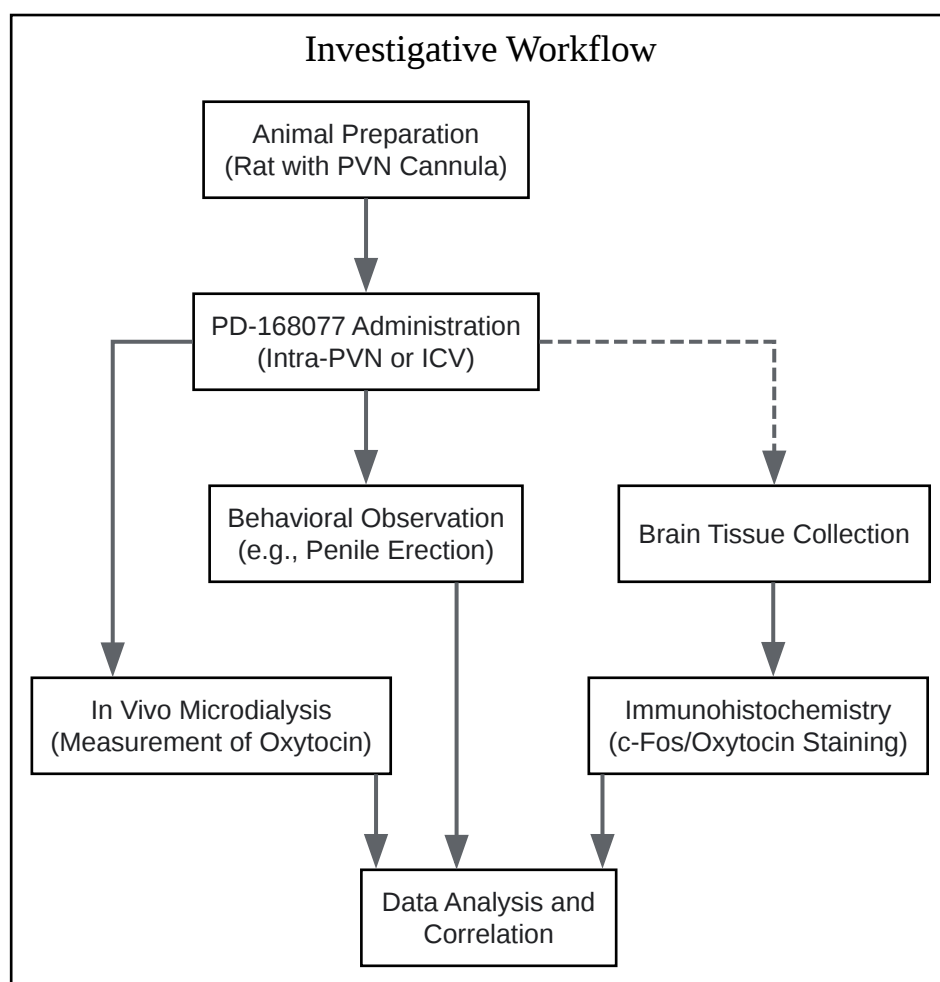 Investigative Workflow
Animal Preparation
(Rat with PVN Cannula)
PD-168077 Administration
(Intra-PVN or ICV)
Behavioral Observation
(e.g., Penile Erection)
Brain Tissue Collection
In Vivo Microdialysis
(Measurement of Oxytocin)
Immunohistochemistry
(c-Fos/Oxytocin Staining)
Data Analysis and
Correlation